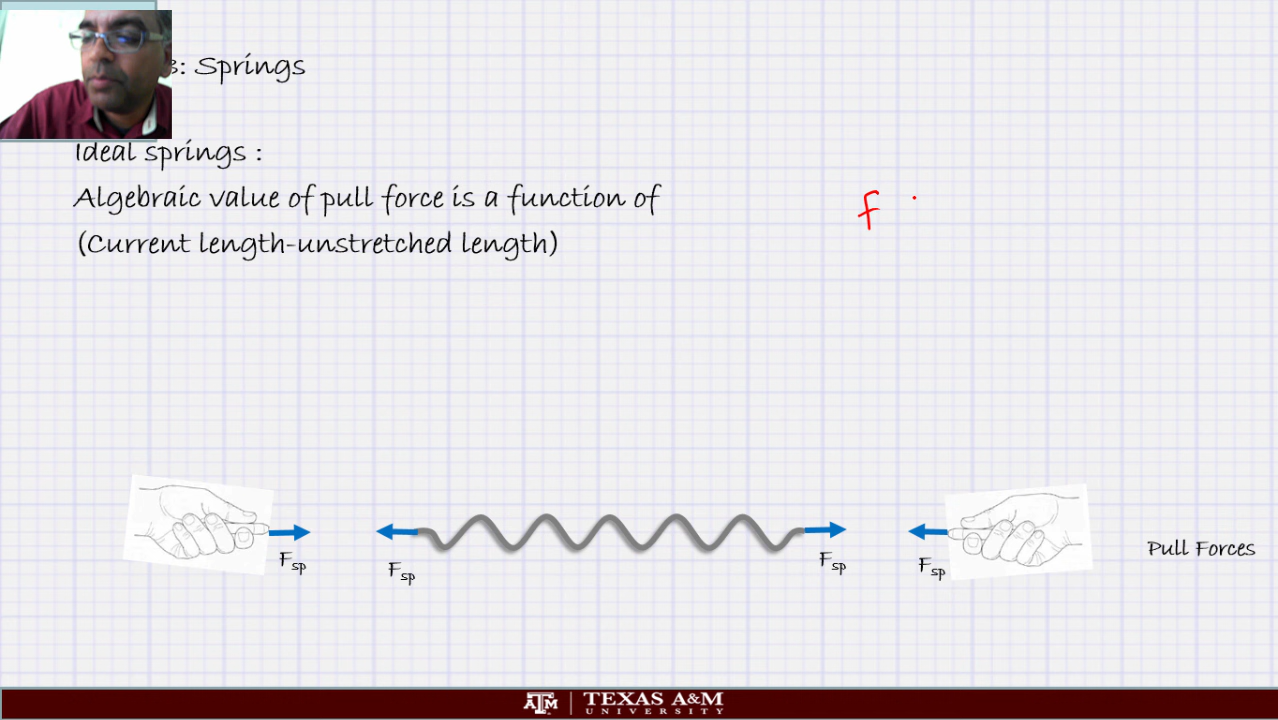 s: Springs
Ideal springs :
Algebraic value of pull force is a function of
(Current length-unstretched length)
F
Fsp
Fsp
Fsp
Fsp
Pull Forces
ATM | TEXAS A&M
UNIVERSITY